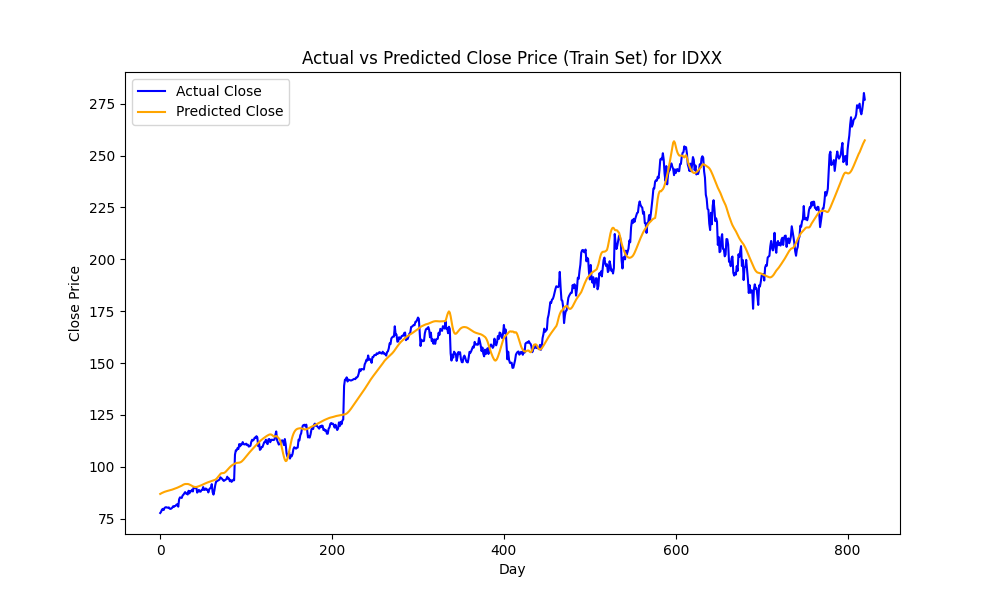 Actual vs Predicted Close Price (Train Set) for IDXX
Actual Close
Predicted Close
275
250
225
200
175
150
125
100
75
Close Price
0 200 400 600 800
Day